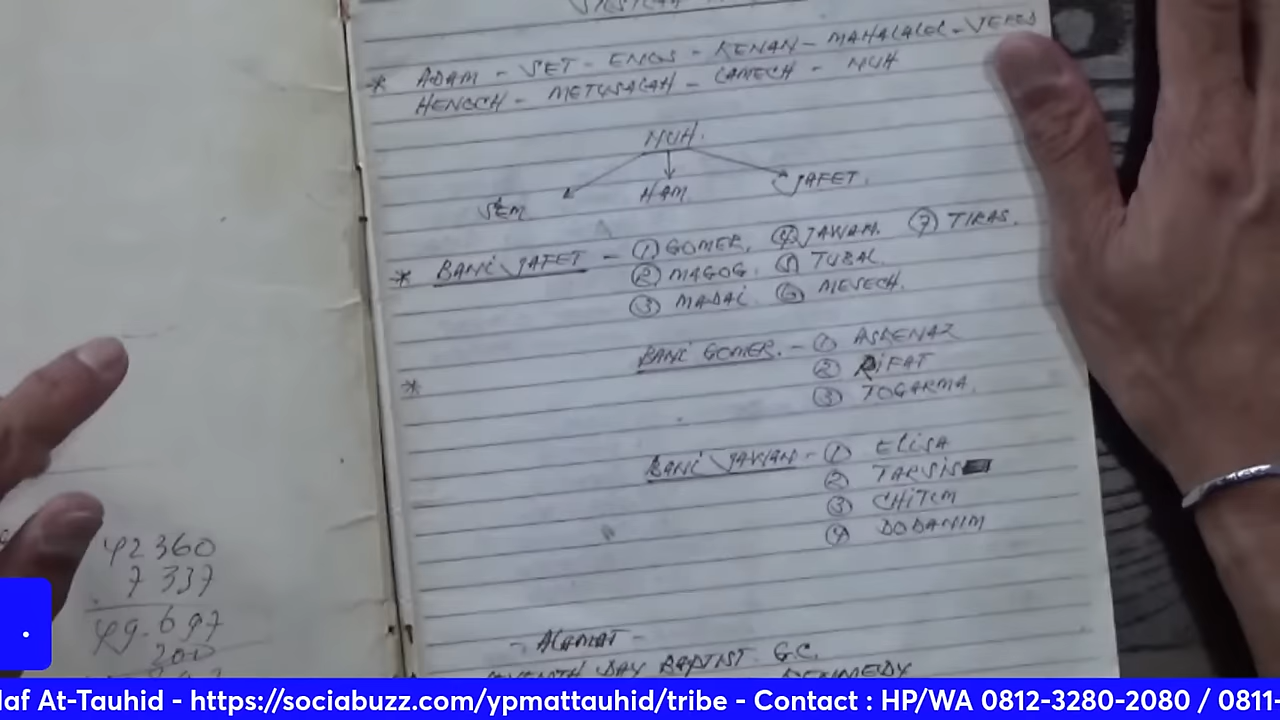 * ADAM - SET - ENOS - KENAN - MAHALALEL - YERED
HENOCH - METUSALAH - LAMECH - NUH
NUH.
SEM HAM JAFET.
* BANI JAFET - ① GOMER. ④ JAWAN. ⑦ TIRAS.
② MAGOG. ⑤ TUBAL.
③ MADAI. ⑥ MESECH.
BANI GOMER. - ① ASKENAZ
② RIFAT
*
③ TOGARMA.
BANI JAWAN - ① ELISA
② TARSIS
③ CHITIM
④ DODANIM
42360
7337
49.697
200
- ALAMAT -
SEVENTH DAY BAPTIST G.C.
KENNEDY
laf At-Tauhid - https://sociabuzz.com/ypmattauhid/tribe - Contact : HP/WA 0812-3280-2080 / 0811-